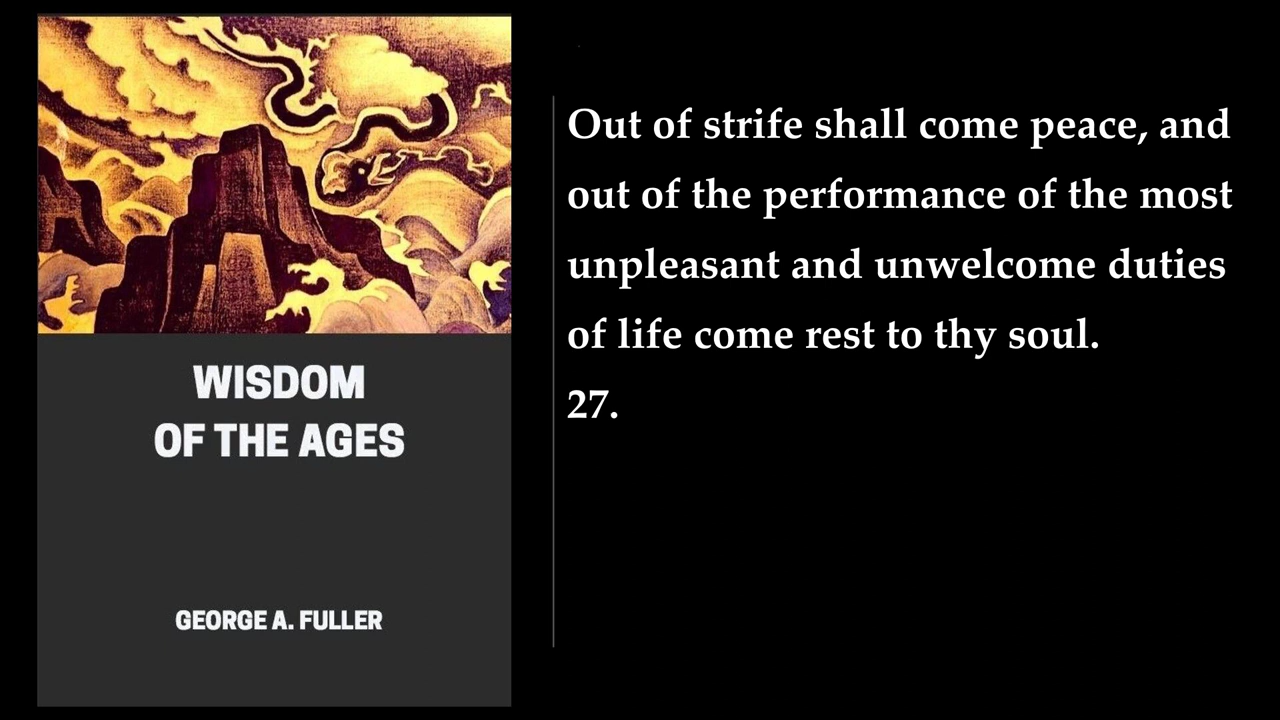 WISDOM
OF THE AGES
GEORGE A. FULLER
Out of strife shall come peace, and
out of the performance of the most
unpleasant and unwelcome duties
of life come rest to thy soul.
27.